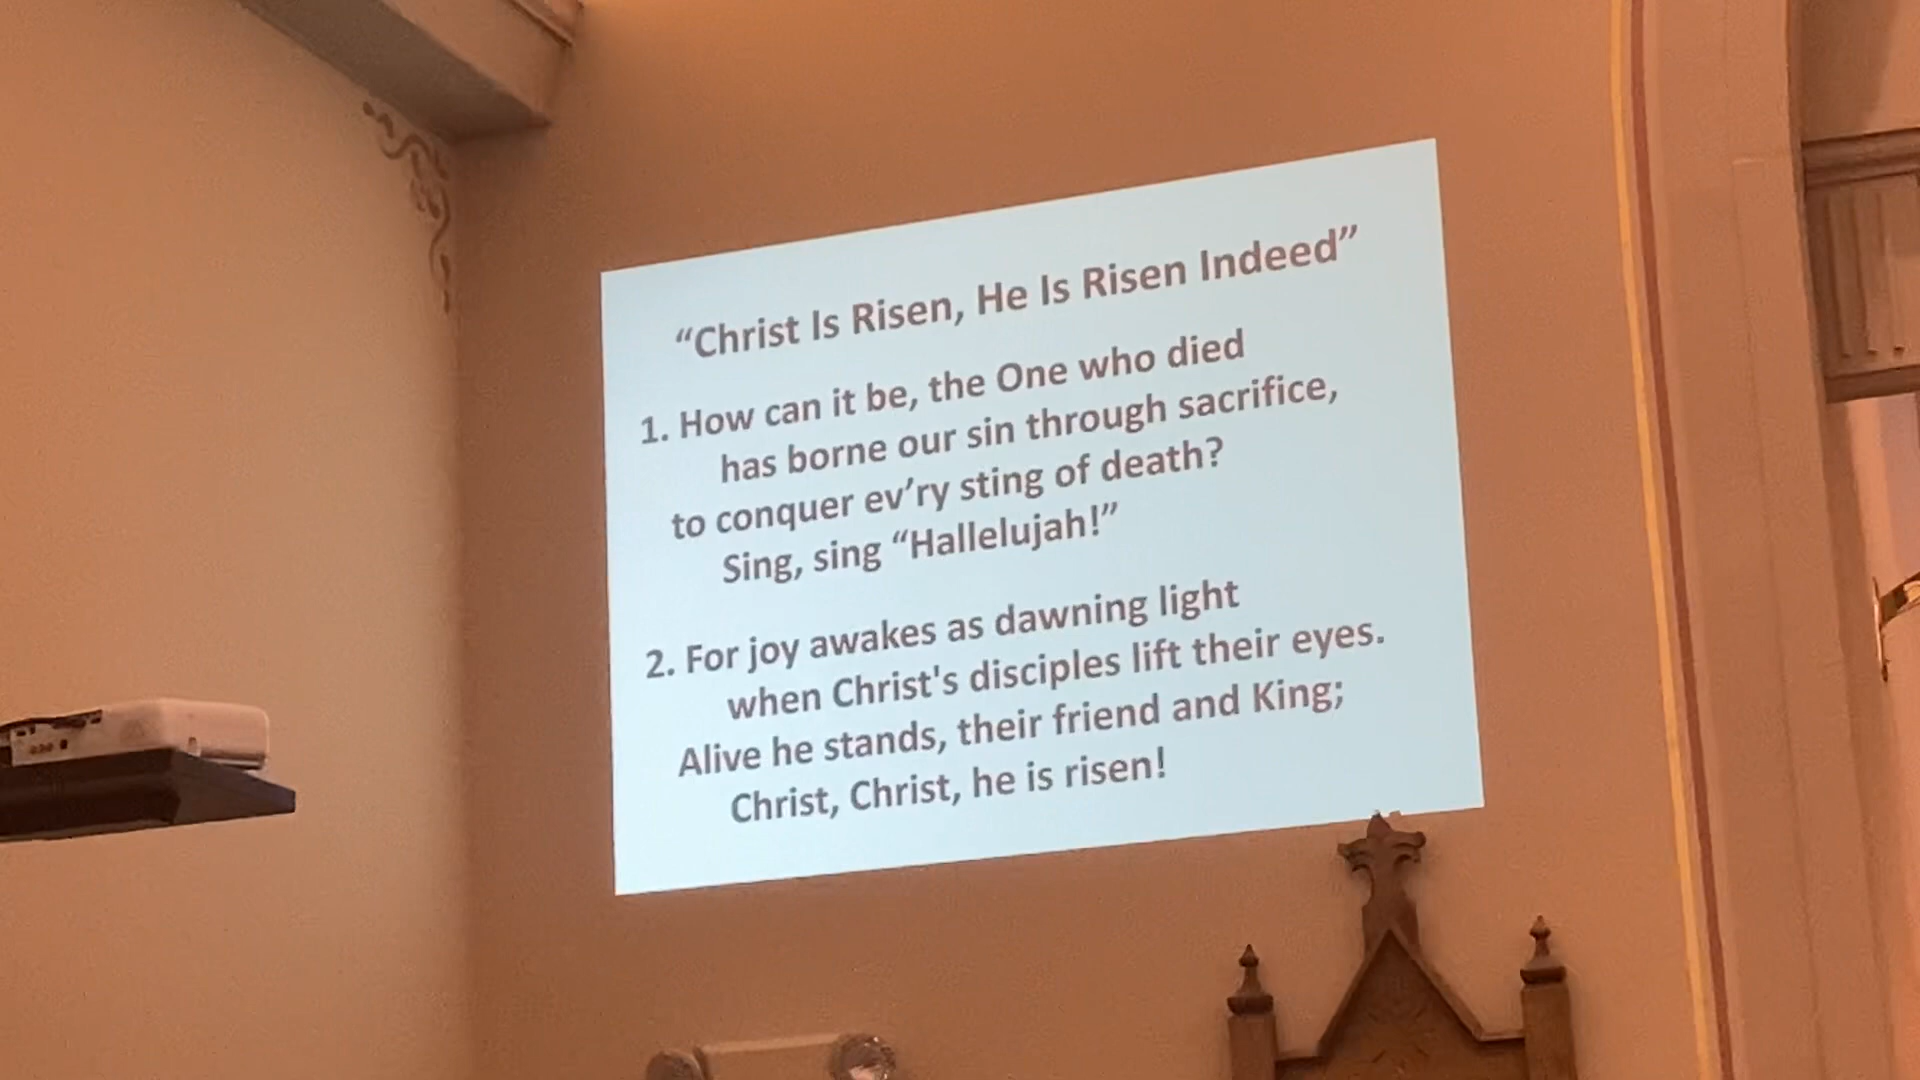 “Christ Is Risen, He Is Risen Indeed”
1. How can it be, the One who died
has borne our sin through sacrifice,
to conquer ev’ry sting of death?
Sing, sing “Hallelujah!”
2. For joy awakes as dawning light
when Christ's disciples lift their eyes.
Alive he stands, their friend and King;
Christ, Christ, he is risen!